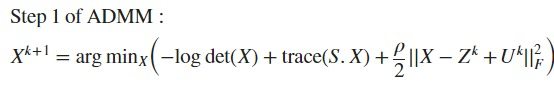 Step 1 of ADMM :
X^{k+1} = arg min_X ( −log det(X) + trace(S. X) + ρ/2 ||X − Z^k + U^k||_F^2 )